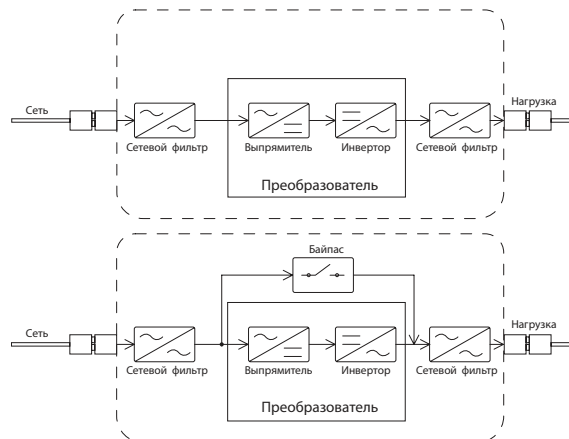 Сеть
Нагрузка
Сетевой фильтр
Выпрямитель
Инвертор
Сетевой фильтр
Преобразователь
Байпас
Сеть
Нагрузка
Сетевой фильтр
Выпрямитель
Инвертор
Сетевой фильтр
Преобразователь